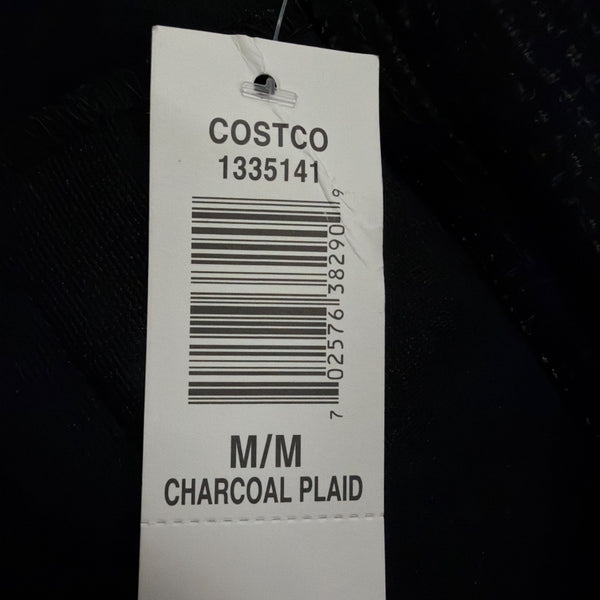 COSTCO
1335141
7 02576 38290 9
M/M
CHARCOAL PLAID